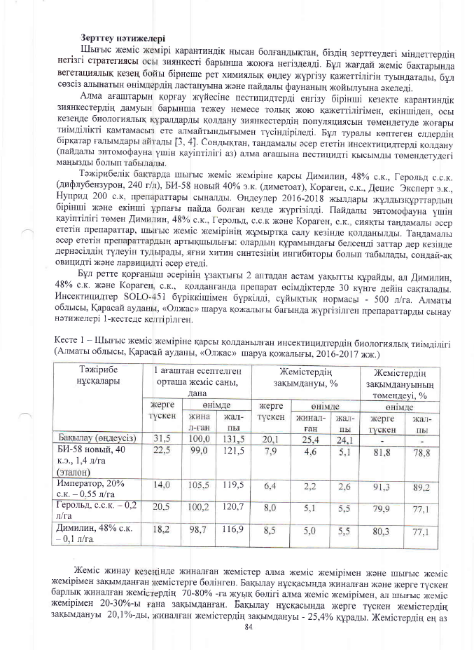 Зерттеу нәтижелері
Шығыс жеміс жемірі карантиндік нысан болғандықтан, біздің зерттеудегі міндеттердің
негізгі стратегиясы осы зиянкесті барынша жоюға негізделді. Бұл жағдай жеміс бақтарында
вегетациялық кезең бойы бірнеше рет химиялық өңдеу жүргізу қажеттілігін туындатады, бұл
сөзсіз алынатын өнімдердің ластануына және пайдалы фаунаның жойылуына әкеледі.
Алма ағаштарын қорғау жүйесіне пестицидтерді енгізу бірінші кезекте карантиндік
зиянкестердің дамуын барынша тежеу немесе толық жою қажеттілігімен, екіншіден, осы
кезеңде биологиялық құралдарды қолдану зиянкестердің популяциясын төмендетуде жоғары
тиімділікті қамтамасыз ете алмайтындығымен түсіндіріледі. Бұл туралы көптеген елдердің
бірқатар ғалымдары айтады [3, 4]. Сондықтан, таңдамалы әсер ететін инсектицидтерді қолдану
(пайдалы энтомофауна үшін қауіптілігі аз) алма ағашына пестицидті қысымды төмендетудегі
маңызды болып табылады.
Тәжірибелік бақтарда шығыс жеміс жеміріне қарсы Димилин, 48% с.к., Герольд с.с.к.
(дифлубензурон, 240 г/л), БИ-58 новый 40% э.к. (диметоат), Кораген, с.к., Децис Эксперт э.к.,
Нуприд 200 с.к. препараттары сыналды. Өңдеулер 2016-2018 жылдары жұлдызқұрттардың
бірінші және екінші ұрпағы пайда болған кезде жүргізілді. Пайдалы энтомофауна үшін
қауіптілігі төмен Димилин, 48% с.к., Герольд с.с.к және Кораген с.к., сияқты таңдамалы әсер
ететін препараттар, шығыс жеміс жемірінің жұмыртқа салу кезінде қолданылды. Таңдамалы
әсер ететін препараттардың артықшылығы: олардың құрамындағы белсенді заттар дер кезінде
дернәсілдің түлеуін тудырады, яғни хитин синтезінің ингибиторы болып табылады, сондай-ақ
овицидті және ларвицидті әсер етеді.
Бұл ретте қорғаныш әсерінің ұзақтығы 2 аптадан астам уақытты құрайды, ал Димилин,
48% с.к. және Кораген, с.к., қолданғанда препарат өсімдіктерде 30 күнге дейін сақталады.
Инсектицидтер SOLO-451 бүріккішімен бүркілді, сұйықтық нормасы - 500 л/га. Алматы
облысы, Қарасай ауданы, «Олжас» шаруа қожалығы бағында жүргізілген препараттарды сынау
нәтижелері 1-кестеде келтірілген.
Кесте 1 – Шығыс жеміс жеміріне қарсы қолданылған инсектицидтердің биологиялық тиімділігі
(Алматы облысы, Қарасай ауданы, «Олжас» шаруа қожалығы, 2016-2017 жж.)
Тәжірибе нұсқалары 1 ағаштан есептелген орташа жеміс саны, дана Жемістердің зақымдануы, % Жемістердің зақымдануының төмендеуі, %
жерге түскен өнімде жерге түскен өнімде өнімде
жина л-ған жал-пы жинал-ған жал-пы жерге түскен жал-пы
Бақылау (өңдеусіз) 31,5 100,0 131,5 20,1 25,4 24,1 - -
БИ-58 новый, 40 к.э., 1,4 л/га (эталон) 22,5 99,0 121,5 7,9 4,6 5,1 81,8 78,8
Император, 20% с.к. – 0,55 л/га 14,0 105,5 119,5 6,4 2,2 2,6 91,3 89,2
Герольд, с.с.к. – 0,2 л/га 20,5 100,2 120,7 8,0 5,1 5,5 79,9 77,1
Димилин, 48% с.к. – 0,1 л/га 18,2 98,7 116,9 8,5 5,0 5,5 80,3 77,1
Жеміс жинау кезеңінде жиналған жемістер алма жеміс жемірімен және шығыс жеміс
жемірімен зақымданған жемістерге бөлінген. Бақылау нұсқасында жиналған және жерге түскен
барлық жиналған жемістердің 70-80% -ға жуық бөлігі алма жеміс жемірімен, ал шығыс жеміс
жемірімен 20-30%-ы ғана зақымданған. Бақылау нұсқасында жерге түскен жемістердің
зақымдануы 20,1%-ды, жиналған жемістердің зақымдануы - 25,4% құрады. Жемістердің ең аз
84